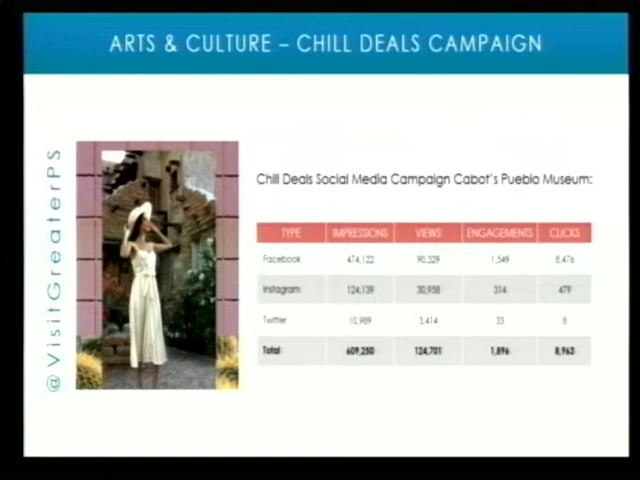 ARTS & CULTURE – CHILL DEALS CAMPAIGN
@VisitGreaterPS
Chill Deals Social Media Campaign Cabot's Pueblo Museum:
TYPE IMPRESSIONS VIEWS ENGAGEMENTS CLICKS
Facebook 474,122 90,329 1,549 8,476
Instagram 124,139 30,958 314 479
Twitter 10,989 3,414 33 8
Total 609,250 124,701 1,896 8,963